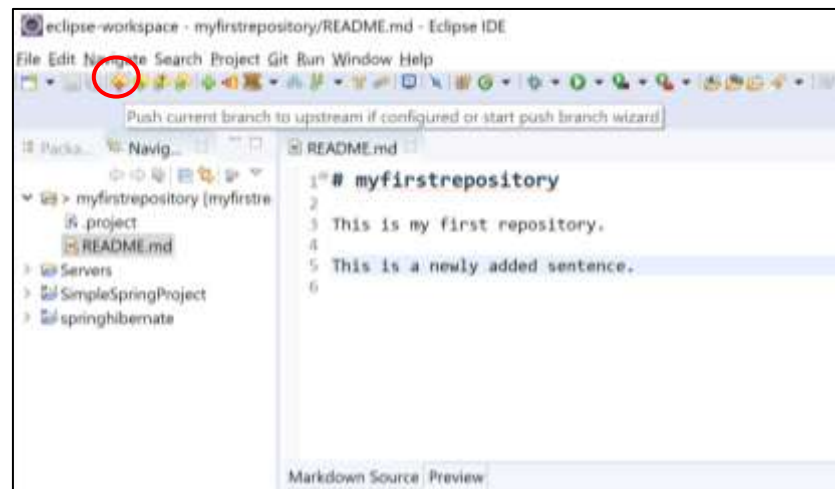 eclipse-workspace - myfirstrepository/README.md - Eclipse IDE
File Edit Navigate Search Project Git Run Window Help
Push current branch to upstream if configured or start push branch wizard
Packa... Navig... README.md
1 # myfirstrepository
2
3 This is my first repository.
4
5 This is a newly added sentence.
6
> myfirstrepository [myfirstre
.project
README.md
Servers
SimpleSpringProject
springhibernate
Markdown Source Preview